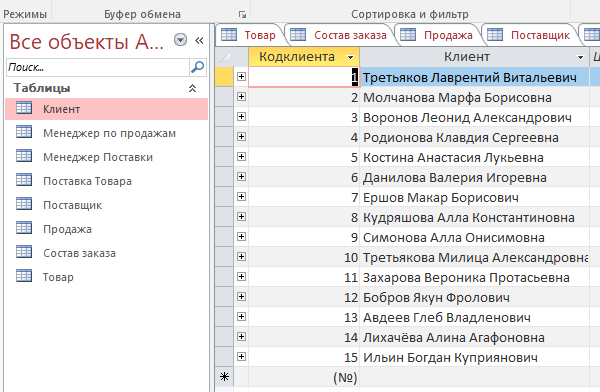 Режимы Буфер обмена Сортировка и фильтр
Все объекты A...
Поиск...
Таблицы
Клиент
Менеджер по продажам
Менеджер Поставки
Поставка Товара
Поставщик
Продажа
Состав заказа
Товар
Товар Состав заказа Продажа Поставщик
Кодклиента Клиент
1 Третьяков Лаврентий Витальевич
2 Молчанова Марфа Борисовна
3 Воронов Леонид Александрович
4 Родионова Клавдия Сергеевна
5 Костина Анастасия Лукьевна
6 Данилова Валерия Игоревна
7 Ершов Макар Борисович
8 Кудряшова Алла Константиновна
9 Симонова Алла Онисимовна
10 Третьякова Милица Александровна
11 Захарова Вероника Протасьевна
12 Бобров Якун Фролович
13 Авдеев Глеб Владленович
14 Лихачёва Алина Агафоновна
15 Ильин Богдан Куприянович
(№)